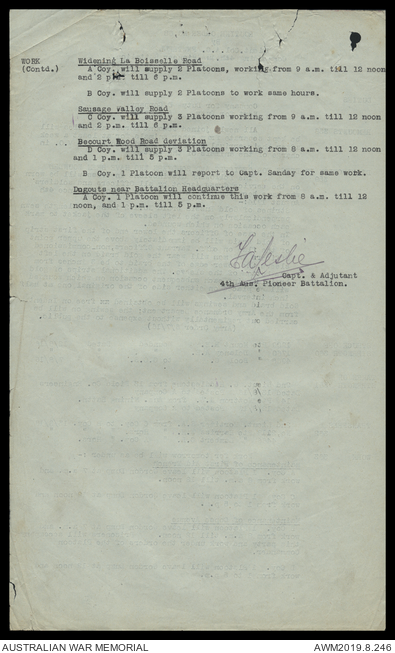 WORK
(Contd.)
Widening La Boisselle Road
A Coy. will supply 2 Platoons, working from 9 a.m. till 12 noon
and 2 p.m. till 6 p.m.
B Coy. will supply 2 Platoons to work same hours.
Sausage Valley Road
C Coy. will supply 3 Platoons working from 9 a.m. till 12 noon
and 2 p.m. till 6 p.m.
Becourt Wood Road deviation
D Coy. will supply 3 Platoons working from 8 a.m. till 12 noon
and 1 p.m. till 5 p.m.
B Coy. 1 Platoon will report to Capt. Sanday for same work.
Dugouts near Battalion Headquarters
A Coy. 1 Platoon will continue this work from 8 a.m. till 12
noon, and 1 p.m. till 5 p.m.
Leslie
Capt. & Adjutant
4th Aus. Pioneer Battalion.
AUSTRALIAN WAR MEMORIAL
AWM2019.8.246